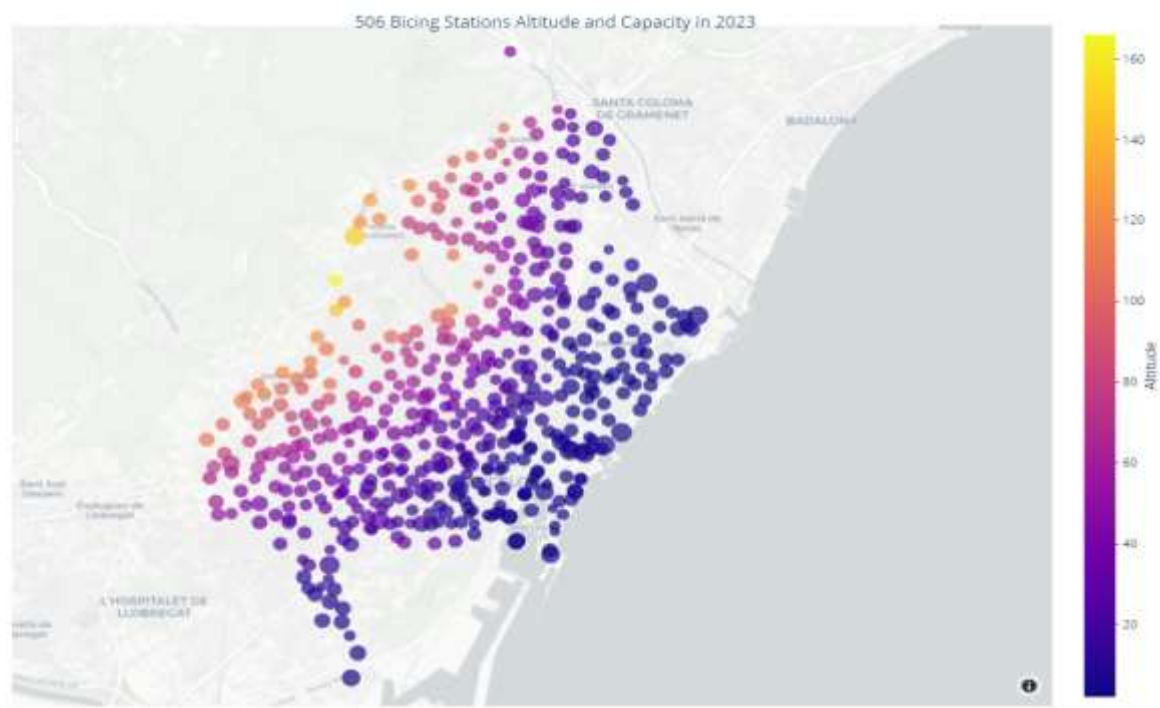 506 Bicing Stations Altitude and Capacity in 2023
SANTA COLOMA
DE GRAMENET
BADALONA
L'HOSPITALET DE
LLOBREGAT
160
140
120
100
80
60
40
20
Altitude